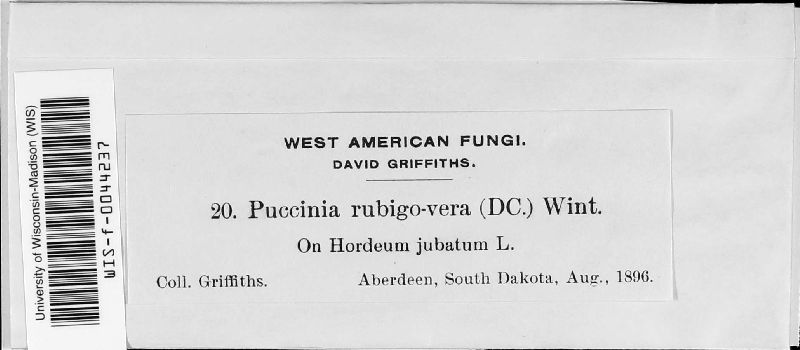 WEST AMERICAN FUNGI.
DAVID GRIFFITHS.
20. Puccinia rubigo-vera (DC.) Wint.
On Hordeum jubatum L.
Coll. Griffiths. Aberdeen, South Dakota, Aug., 1896.
University of Wisconsin-Madison (WIS)
WIS-f-0044237